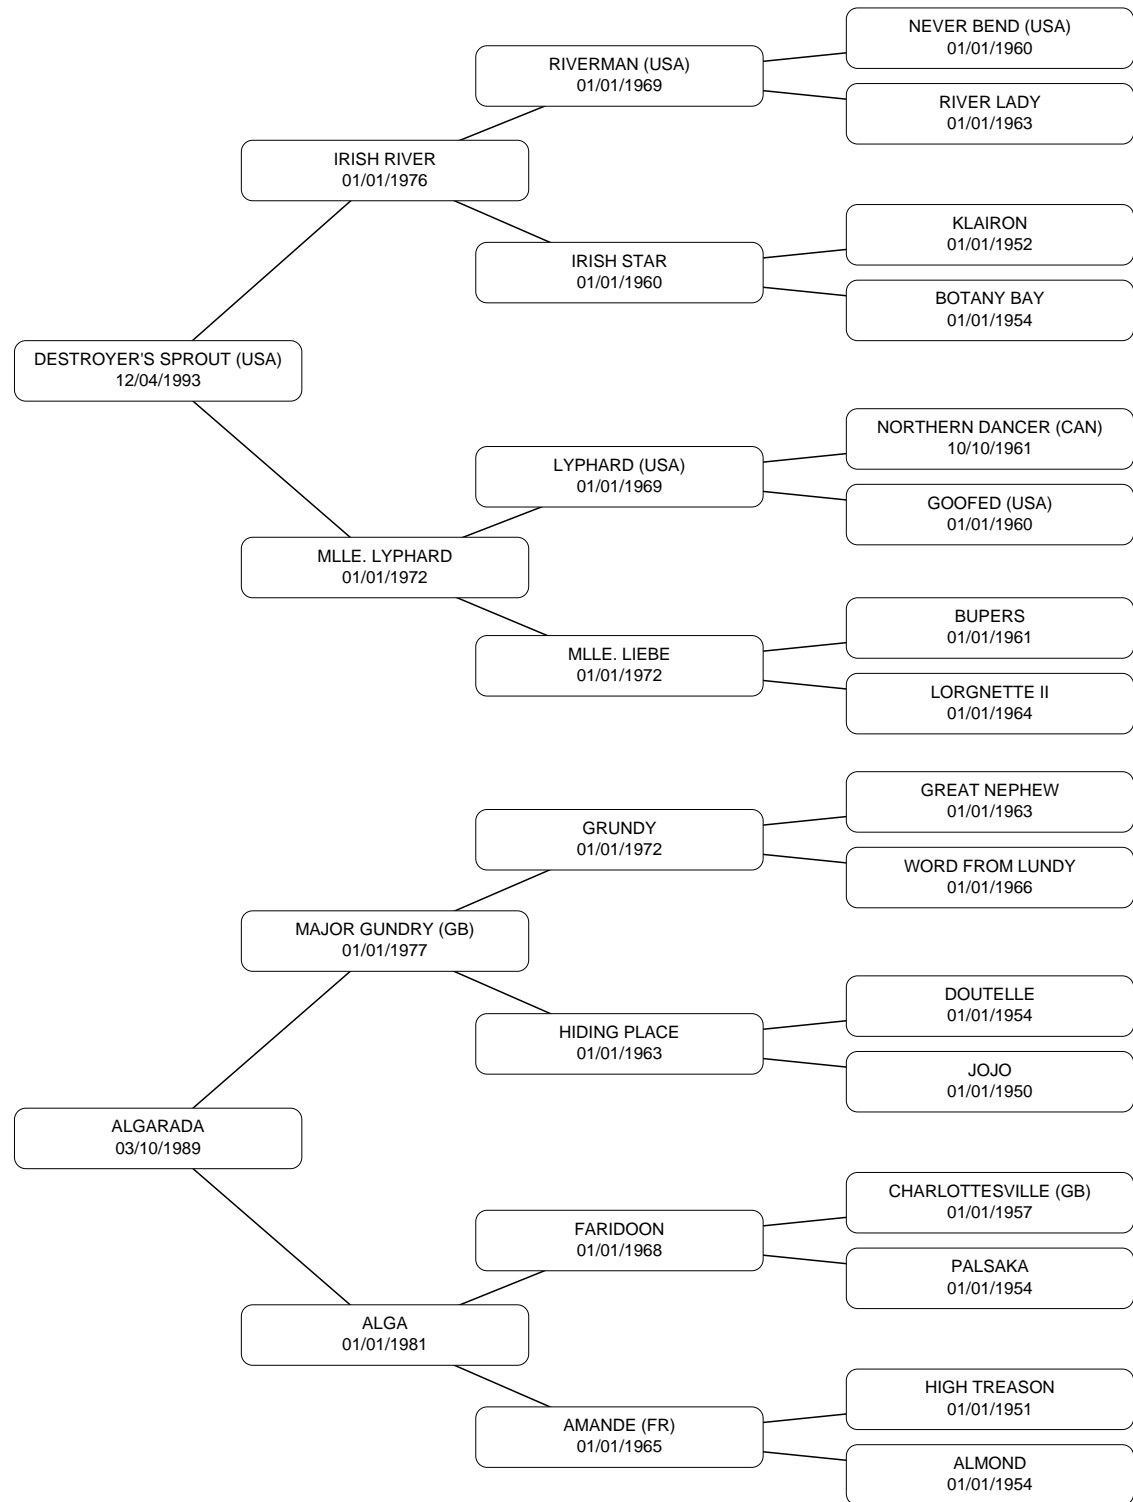 NEVER BEND (USA)
01/01/1960
RIVERMAN (USA)
01/01/1969
RIVER LADY
01/01/1963
IRISH RIVER
01/01/1976
KLAIRON
01/01/1952
IRISH STAR
01/01/1960
BOTANY BAY
01/01/1954
DESTROYER'S SPROUT (USA)
12/04/1993
NORTHERN DANCER (CAN)
10/10/1961
LYPHARD (USA)
01/01/1969
GOOFED (USA)
01/01/1960
MLLE. LYPHARD
01/01/1972
BUPERS
01/01/1961
MLLE. LIEBE
01/01/1972
LORGNETTE II
01/01/1964
GREAT NEPHEW
01/01/1963
GRUNDY
01/01/1972
WORD FROM LUNDY
01/01/1966
MAJOR GUNDRY (GB)
01/01/1977
DOUTELLE
01/01/1954
HIDING PLACE
01/01/1963
JOJO
01/01/1950
ALGARADA
03/10/1989
CHARLOTTESVILLE (GB)
01/01/1957
FARIDOON
01/01/1968
PALSAKA
01/01/1954
ALGA
01/01/1981
HIGH TREASON
01/01/1951
AMANDE (FR)
01/01/1965
ALMOND
01/01/1954